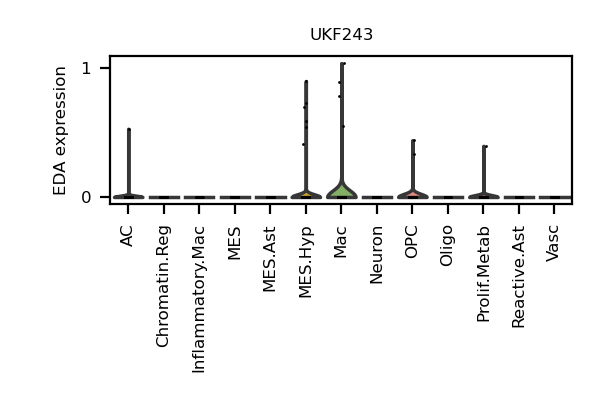 UKF243
EDA expression
1
0
AC
Chromatin.Reg
Inflammatory.Mac
MES
MES.Ast
MES.Hyp
Mac
Neuron
OPC
Oligo
Prolif.Metab
Reactive.Ast
Vasc